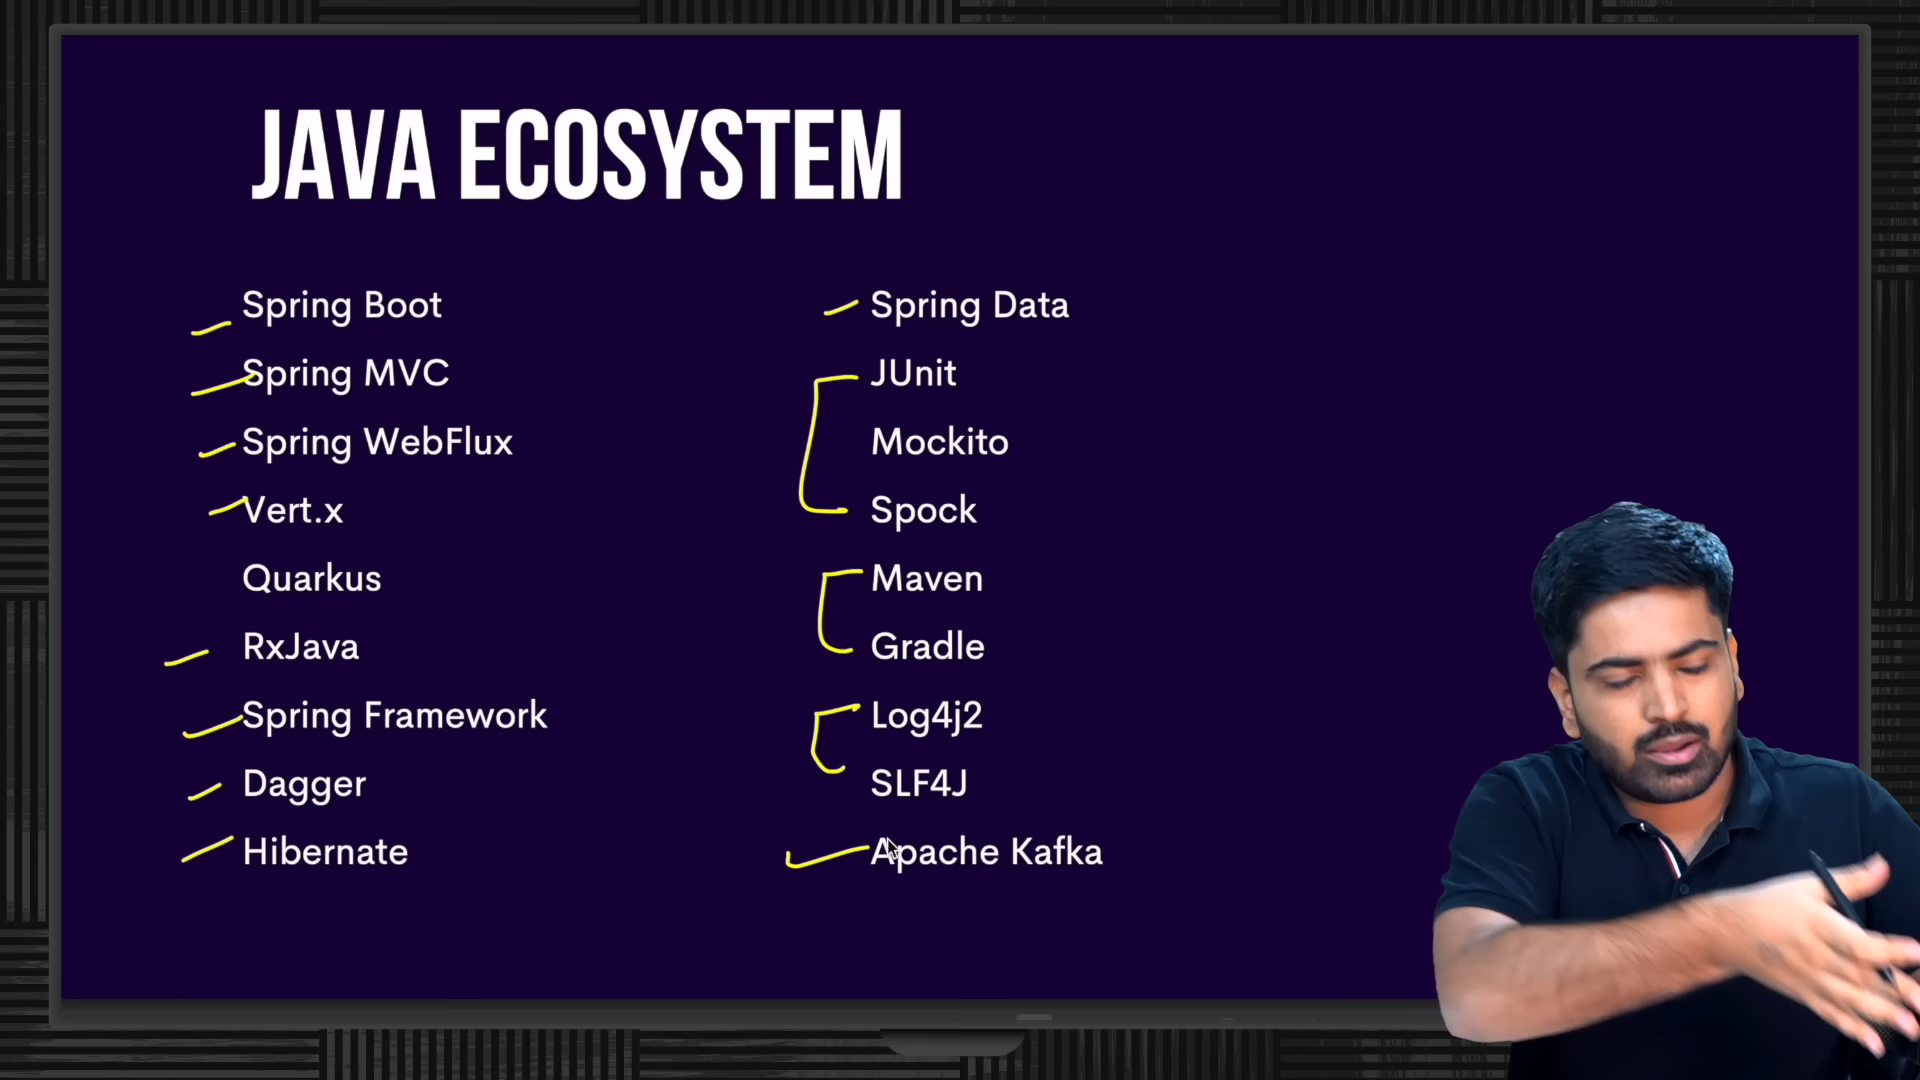 JAVA ECOSYSTEM
Spring Boot
Spring MVC
Spring WebFlux
Vert.x
Quarkus
RxJava
Spring Framework
Dagger
Hibernate
Spring Data
JUnit
Mockito
Spock
Maven
Gradle
Log4j2
SLF4J
Apache Kafka